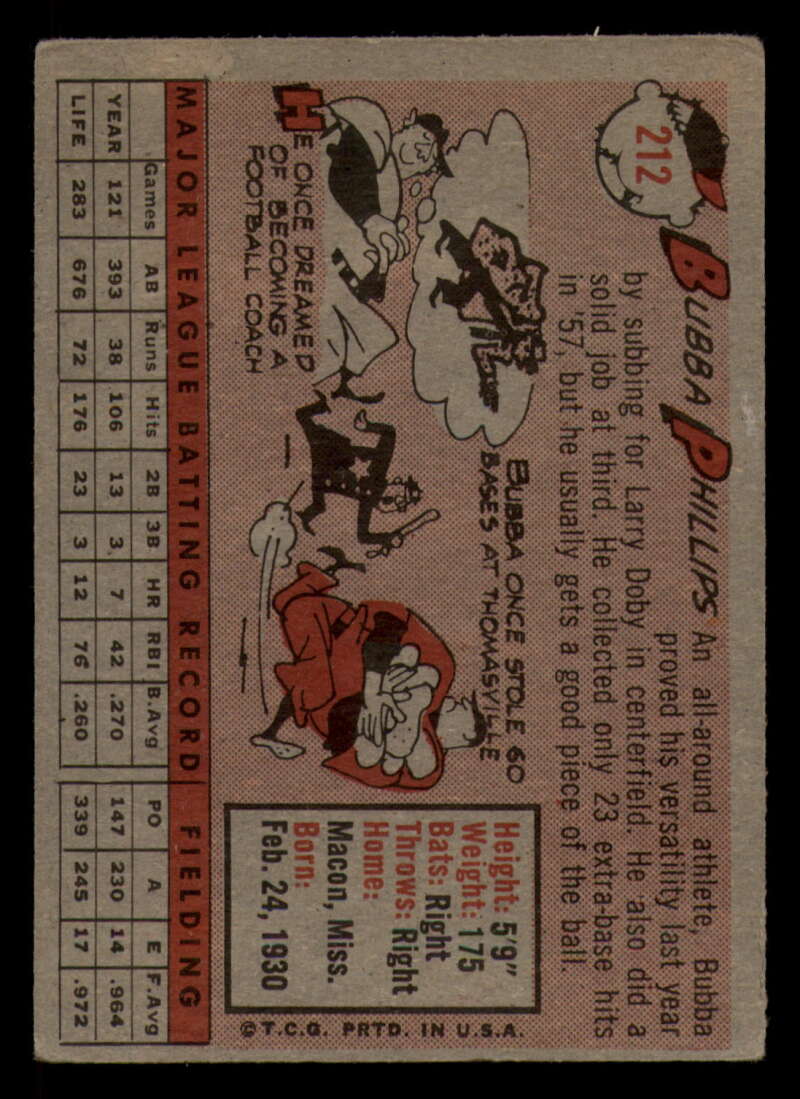 212
BUBBA PHILLIPS An all-around athlete, Bubba
proved his versatility last year
by subbing for Larry Doby in centerfield. He also did a
solid job at third. He collected only 23 extra-base hits
in '57, but he usually gets a good piece of the ball.
HE ONCE DREAMED
OF BECOMING A
FOOTBALL COACH
BUBBA ONCE STOLE 60
BASES AT THOMASVILLE
Height: 5'9"
Weight: 175
Bats: Right
Throws: Right
Home:
Macon, Miss.
Born:
Feb. 24, 1930
©T.C.G. PRTD. IN U.S.A.
MAJOR LEAGUE BATTING RECORD FIELDING
Games AB Runs Hits 2B 3B HR RBI B.Avg PO A E F.Avg
YEAR 121 393 38 106 13 3 7 42 .270 147 230 14 .964
LIFE 283 676 72 176 23 3 12 76 .260 339 245 17 .972